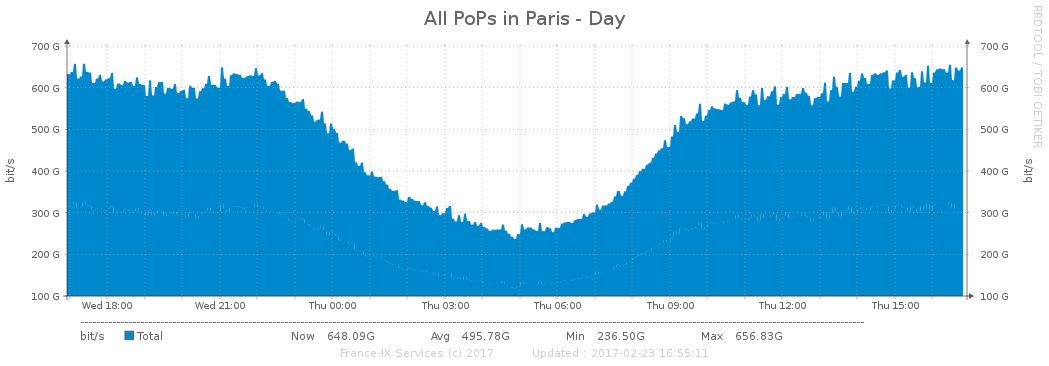 All PoPs in Paris - Day
RRDTOOL / TOBI OETIKER
700 G 700 G
600 G 600 G
500 G 500 G
400 G 400 G
300 G 300 G
200 G 200 G
100 G 100 G
bit/s
bit/s
Wed 18:00 Wed 21:00 Thu 00:00 Thu 03:00 Thu 06:00 Thu 09:00 Thu 12:00 Thu 15:00
bit/s Total Now 648.09G Avg 495.78G Min 236.50G Max 656.83G
France-IX Services (c) 2017 Updated : 2017-02-23 16:55:11